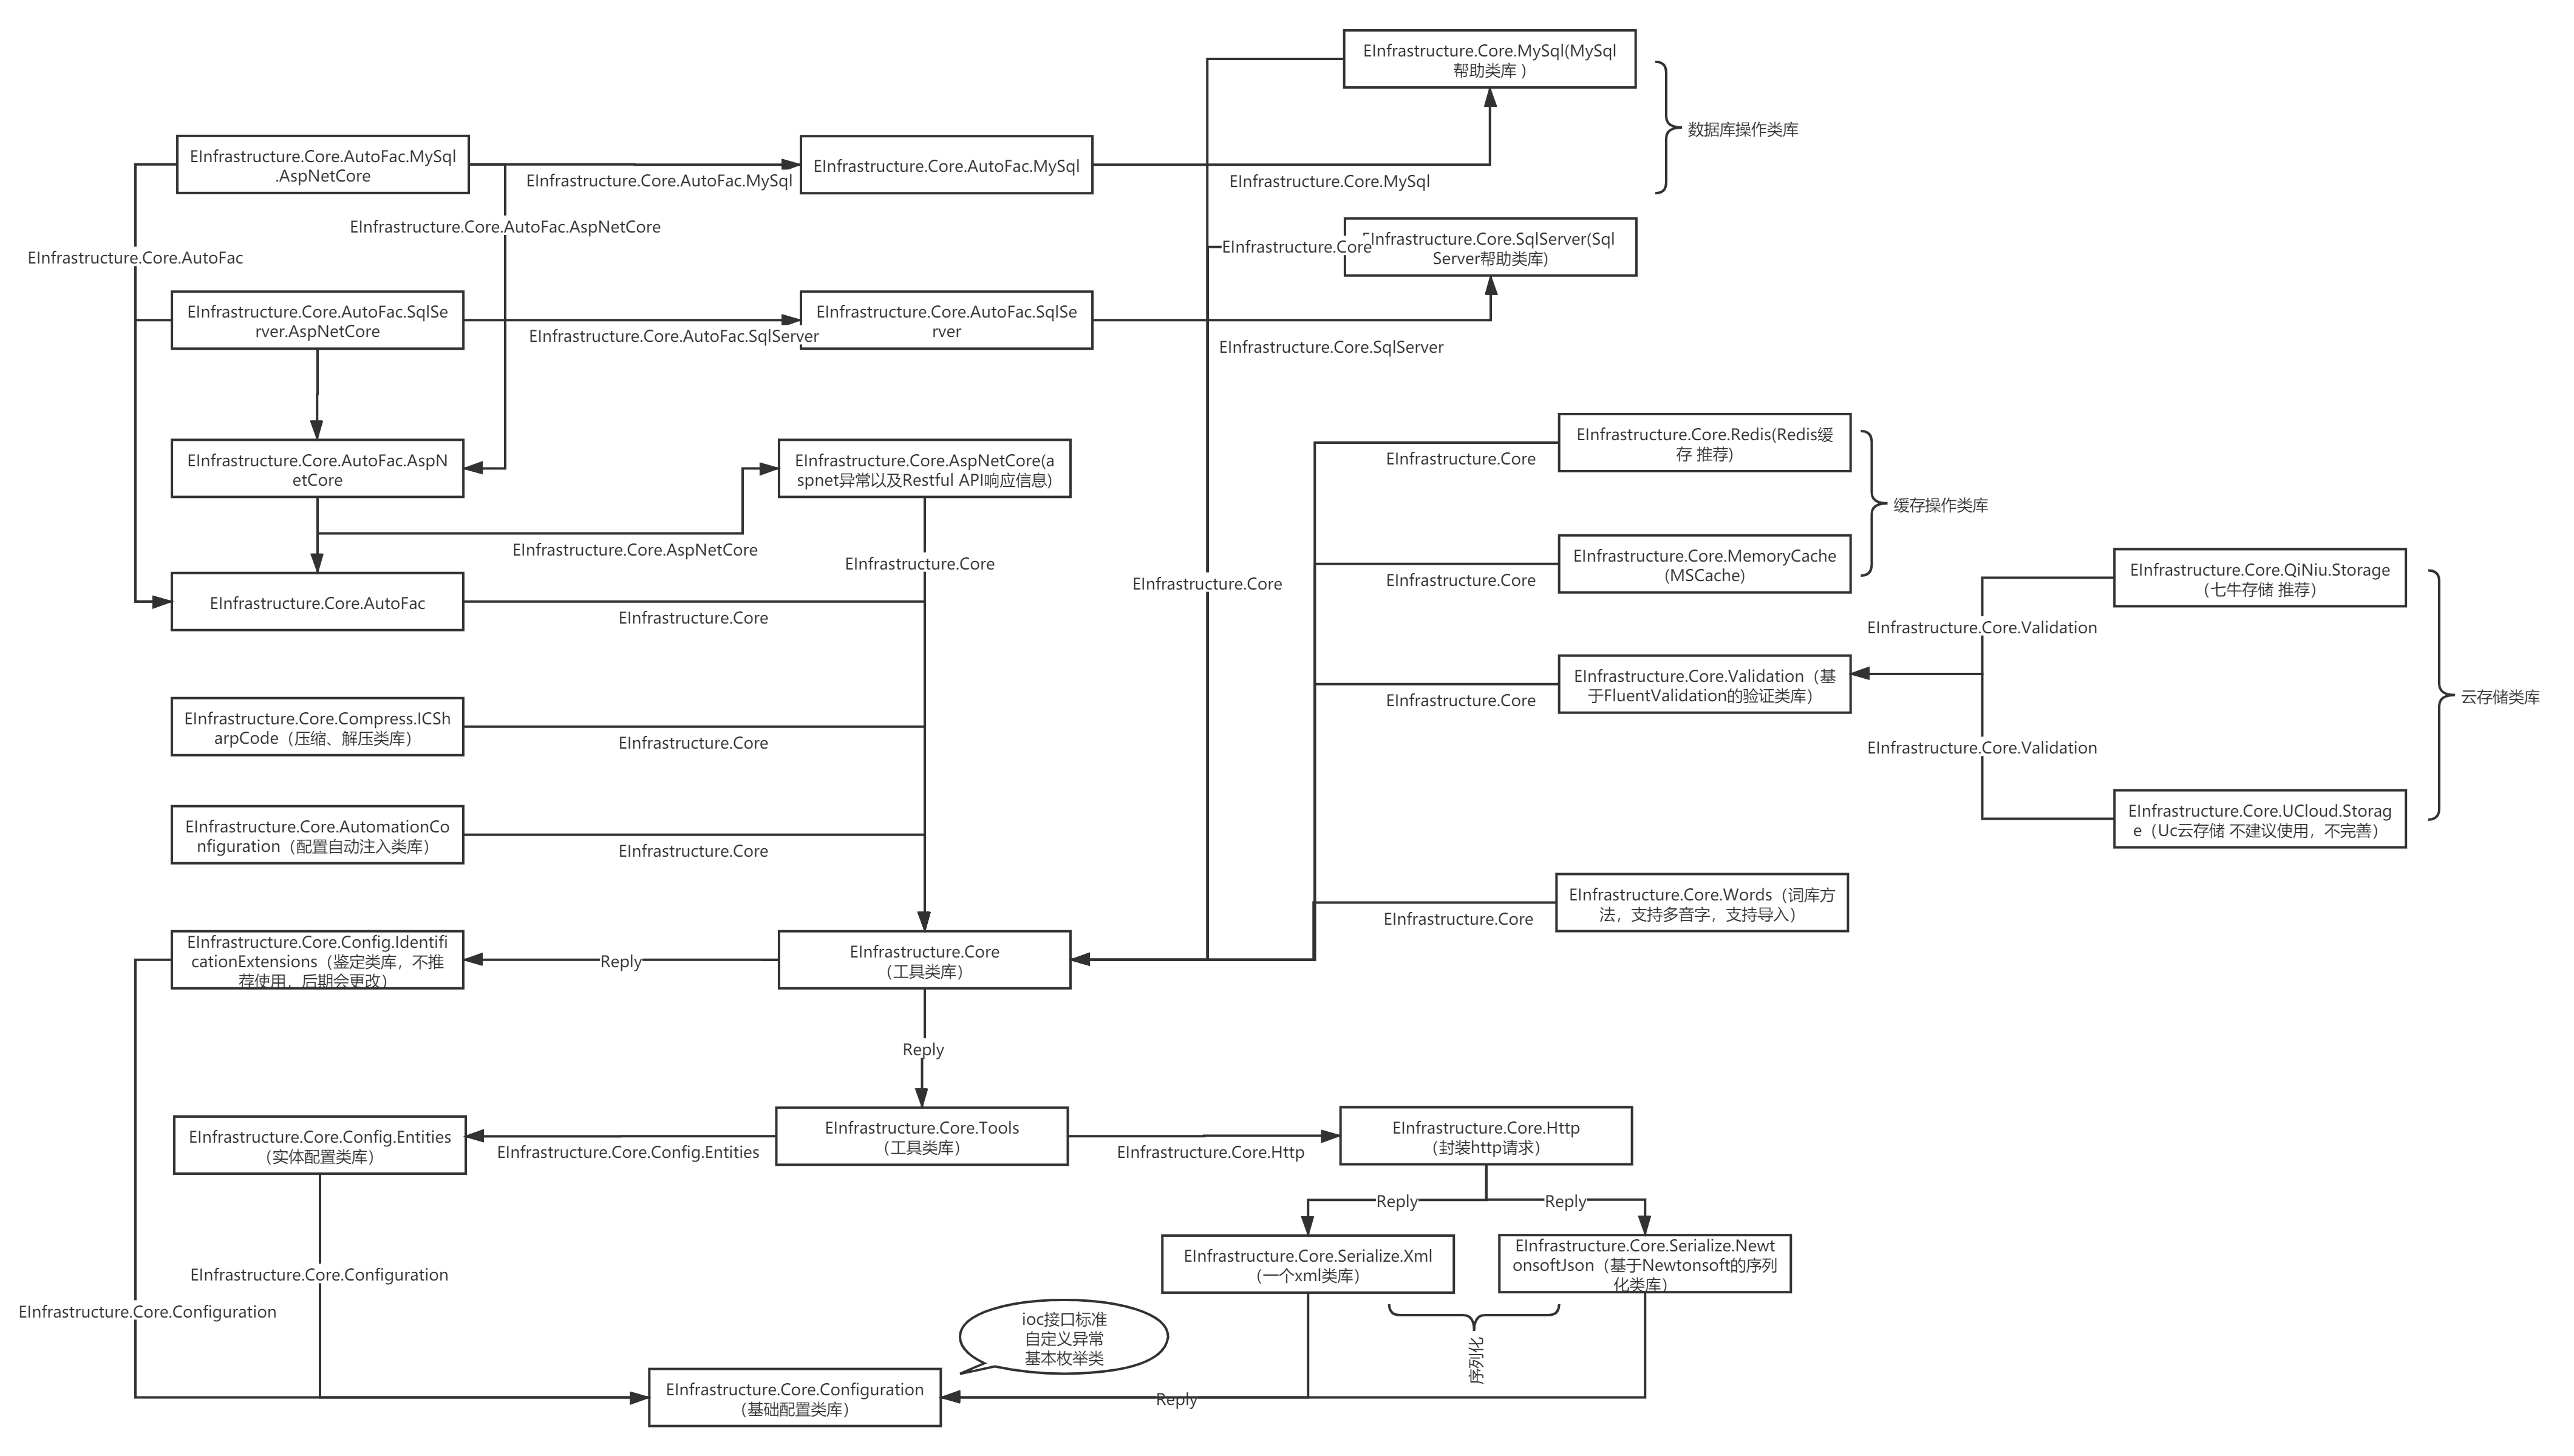 EInfrastructure.Core.MySql(MySql
帮助类库 )
数据库操作类库
EInfrastructure.Core.AutoFac.MySql
.AspNetCore
EInfrastructure.Core.AutoFac.MySql
EInfrastructure.Core.AutoFac.MySql
EInfrastructure.Core.MySql
EInfrastructure.Core.AutoFac.AspNetCore
EInfrastructure.Core.AutoFac
EInfrastructure.Core
EInfrastructure.Core.SqlServer(Sql
Server帮助类库)
EInfrastructure.Core.AutoFac.SqlSe
rver.AspNetCore
EInfrastructure.Core.AutoFac.SqlServer
EInfrastructure.Core.AutoFac.SqlSe
rver
EInfrastructure.Core.SqlServer
EInfrastructure.Core.Redis(Redis缓
存 推荐)
EInfrastructure.Core
EInfrastructure.Core.AutoFac.AspN
etCore
EInfrastructure.Core.AspNetCore(a
spnet异常以及Restful API响应信息)
缓存操作类库
EInfrastructure.Core.AspNetCore
EInfrastructure.Core
EInfrastructure.Core
EInfrastructure.Core.MemoryCache
(MSCache)
EInfrastructure.Core
EInfrastructure.Core.QiNiu.Storage
（七牛存储 推荐）
EInfrastructure.Core.AutoFac
EInfrastructure.Core
EInfrastructure.Core.Validation
EInfrastructure.Core.Validation（基
于FluentValidation的验证类库）
EInfrastructure.Core
云存储类库
EInfrastructure.Core.Compress.ICSh
arpCode（压缩、解压类库）
EInfrastructure.Core
EInfrastructure.Core.Validation
EInfrastructure.Core.UCloud.Storag
e（Uc云存储 不建议使用，不完善）
EInfrastructure.Core.AutomationCo
nfiguration（配置自动注入类库）
EInfrastructure.Core
EInfrastructure.Core.Words（词库方
法，支持多音字，支持导入）
EInfrastructure.Core
EInfrastructure.Core.Config.Identifi
cationExtensions（鉴定类库，不推
荐使用，后期会更改）
Reply
EInfrastructure.Core
（工具类库）
Reply
EInfrastructure.Core.Config.Entities
（实体配置类库）
EInfrastructure.Core.Config.Entities
EInfrastructure.Core.Tools
（工具类库）
EInfrastructure.Core.Http
EInfrastructure.Core.Http
（封装http请求）
Reply
Reply
EInfrastructure.Core.Serialize.Xml
（一个xml类库）
EInfrastructure.Core.Serialize.Newt
onsoftJson（基于Newtonsoft的序列
化类库）
EInfrastructure.Core.Configuration
EInfrastructure.Core.Configuration
ioc接口标准
自定义异常
基本枚举类
序列化
EInfrastructure.Core.Configuration
（基础配置类库）
Reply